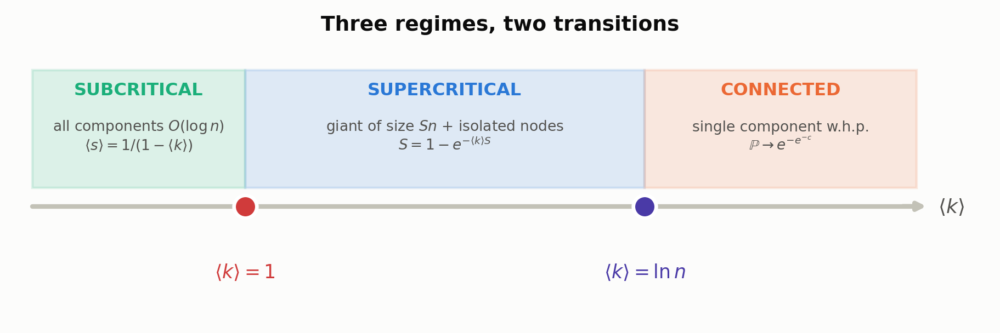 Three regimes, two transitions
SUBCRITICAL
all components O(log n)
⟨s⟩ = 1/(1 − ⟨k⟩)
SUPERCRITICAL
giant of size Sn + isolated nodes
S = 1 − e^{−⟨k⟩S}
CONNECTED
single component w.h.p.
ℙ → e^{−e^{−c}}
⟨k⟩
⟨k⟩ = 1
⟨k⟩ = ln n